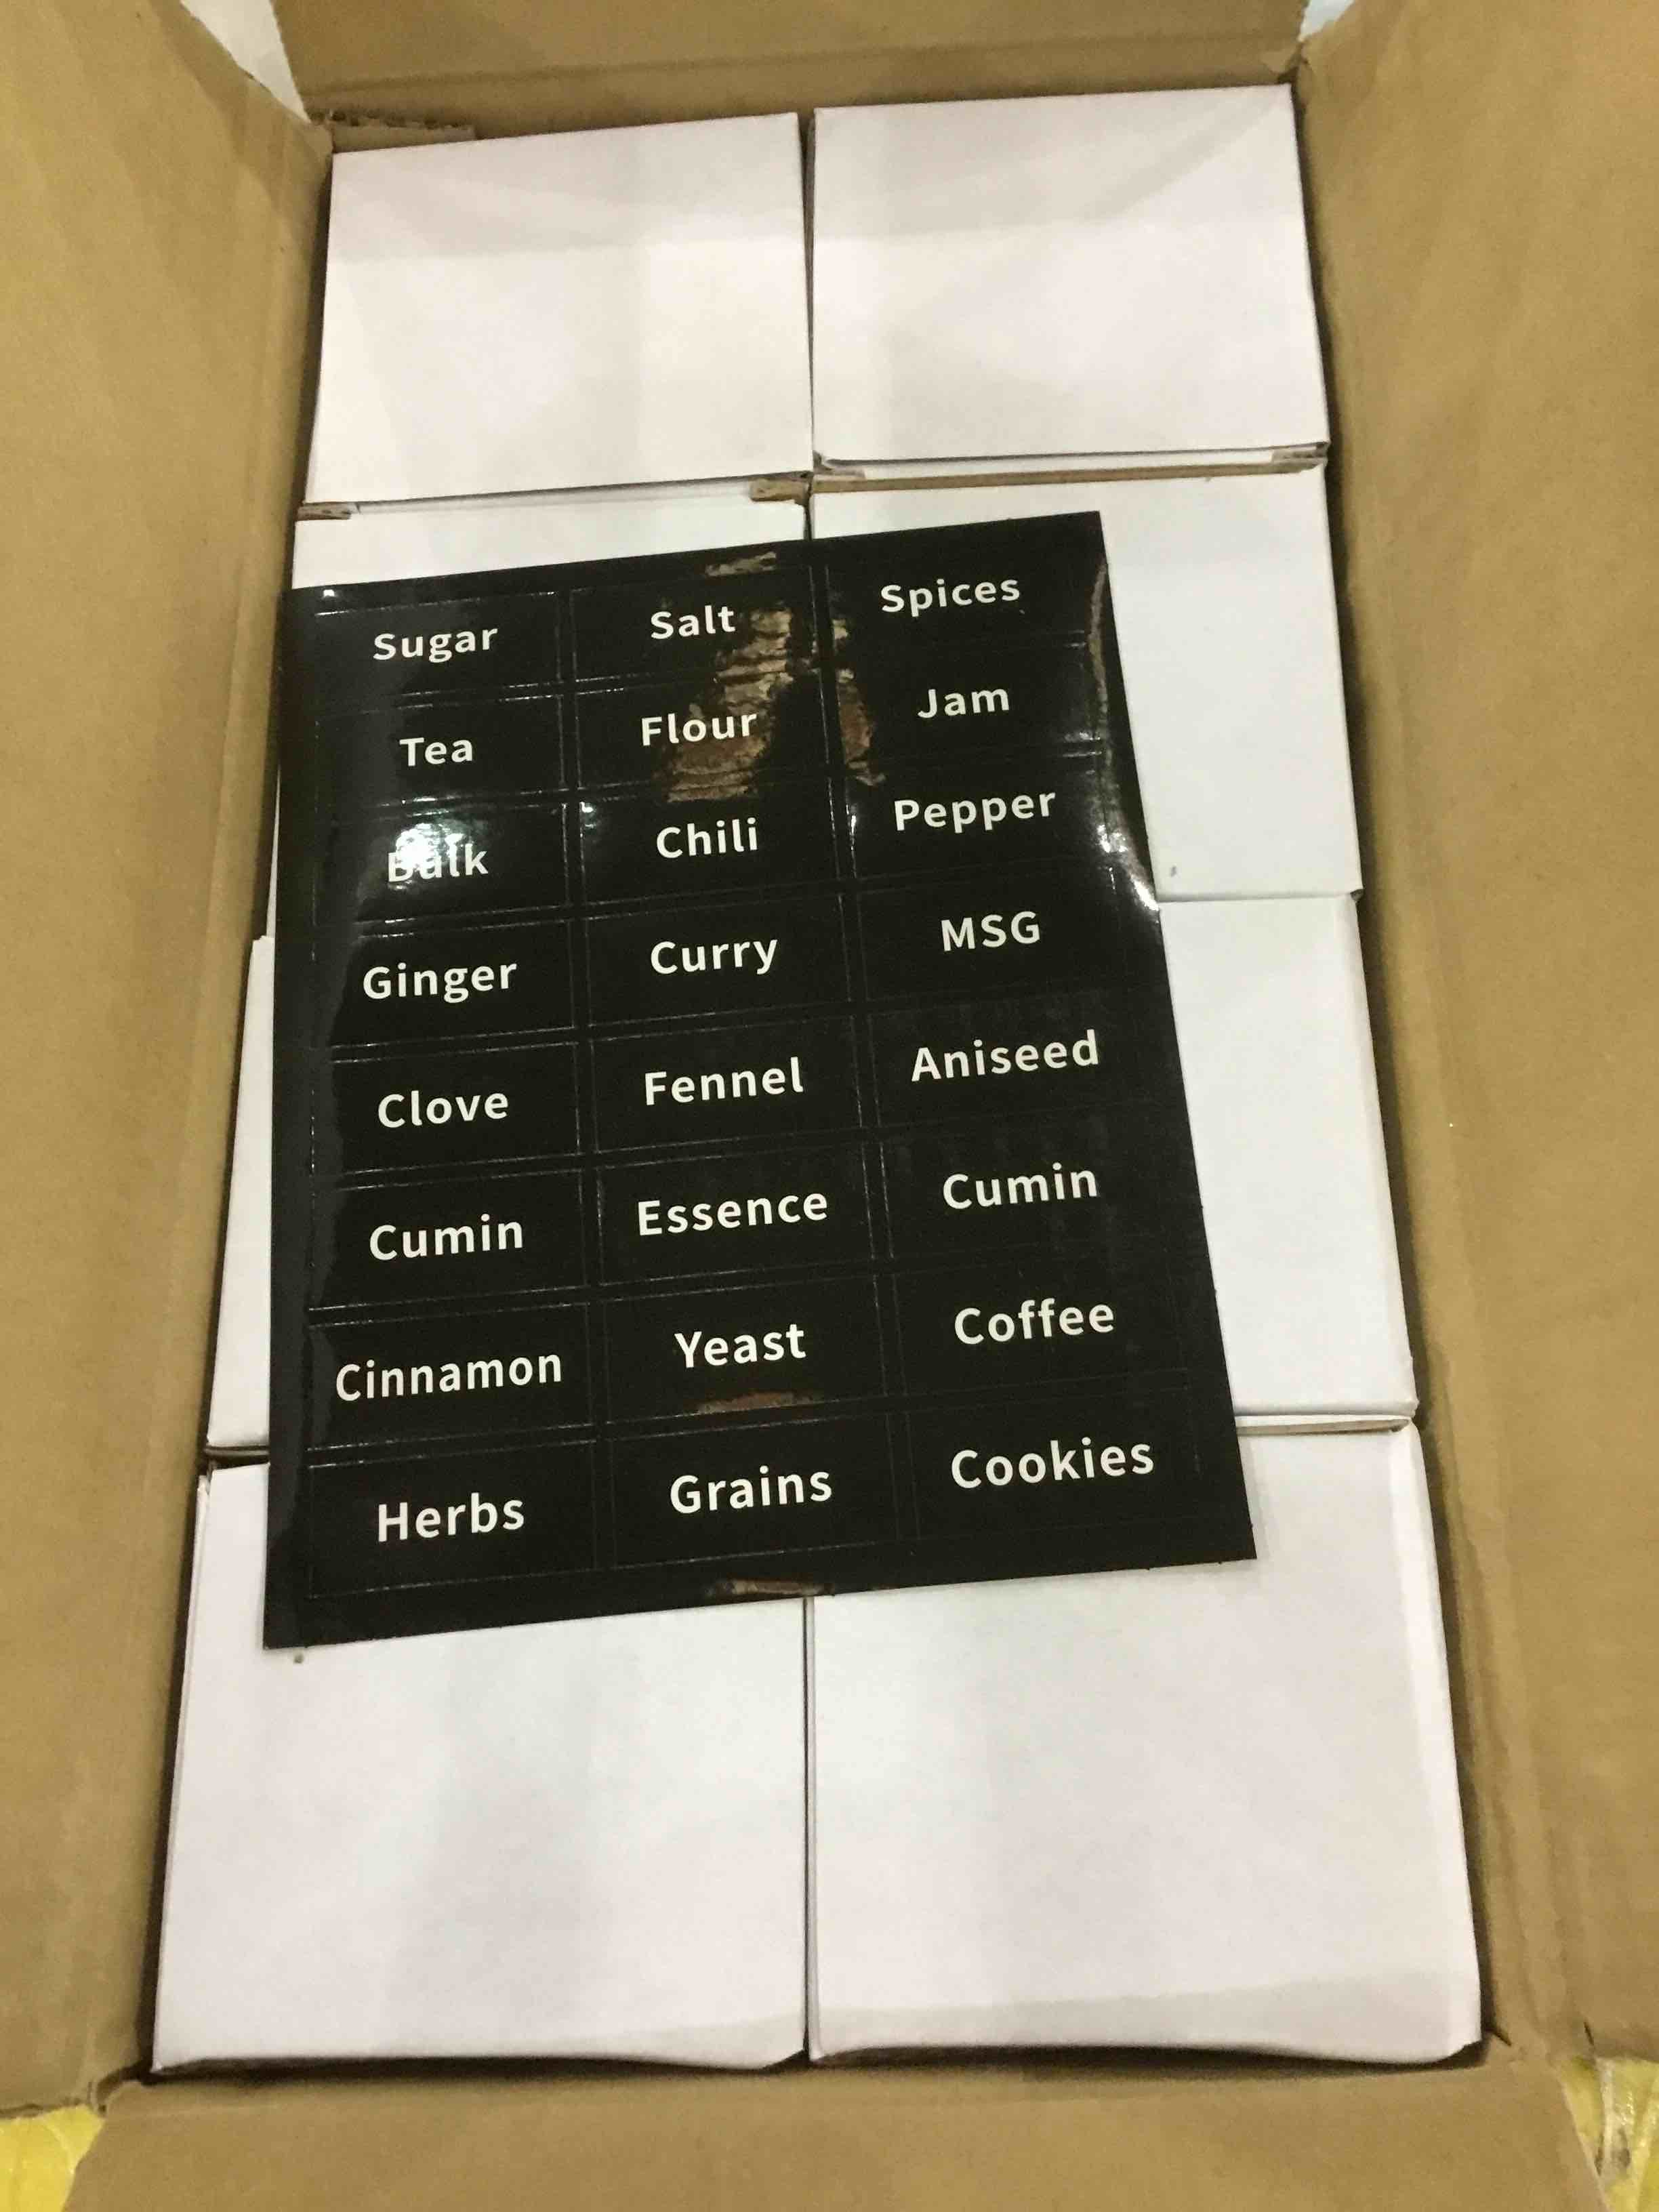 Sugar Salt Spices
Tea Flour Jam
Bulk Chili Pepper
Ginger Curry MSG
Clove Fennel Aniseed
Cumin Essence Cumin
Cinnamon Yeast Coffee
Herbs Grains Cookies